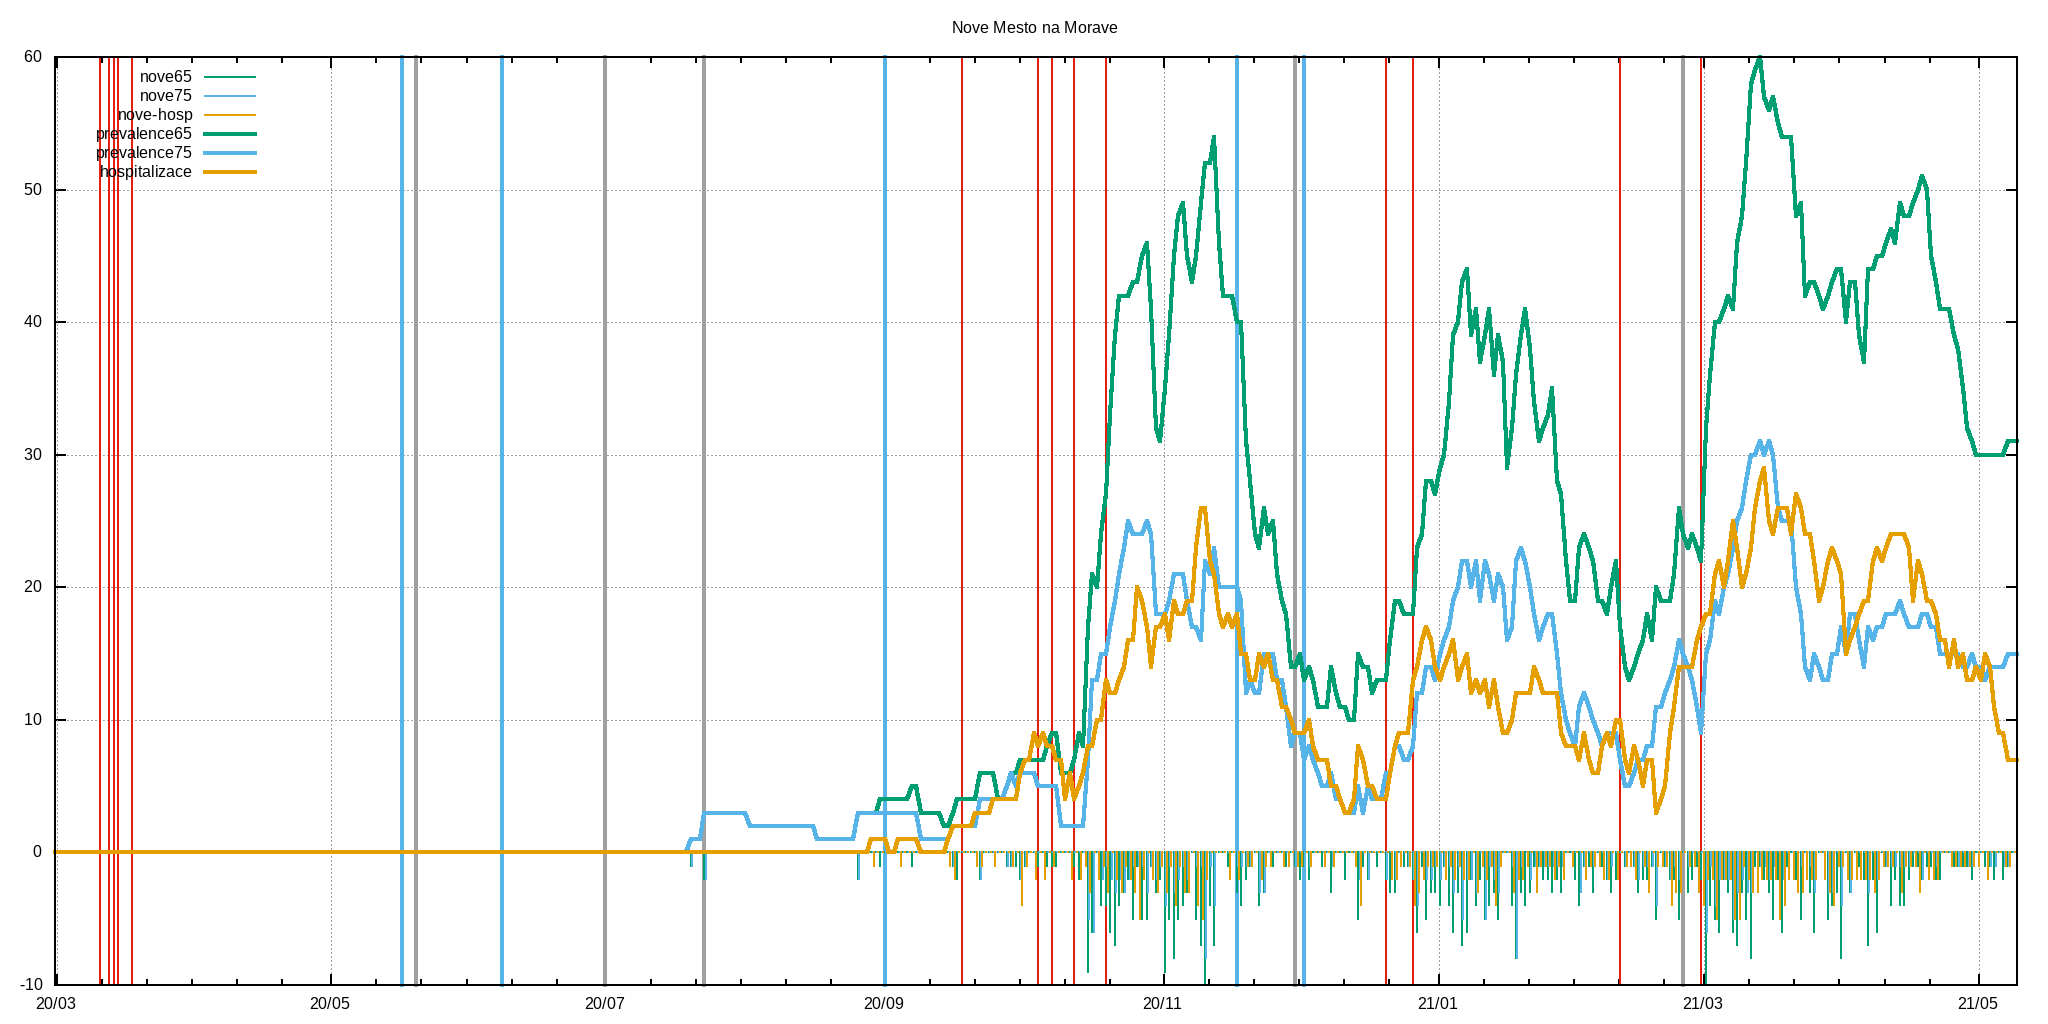 Nove Mesto na Morave
60
50
40
30
20
10
0
-10
nove65
nove75
nove-hosp
prevalence65
prevalence75
hospitalizace
20/03 20/05 20/07 20/09 20/11 21/01 21/03 21/05